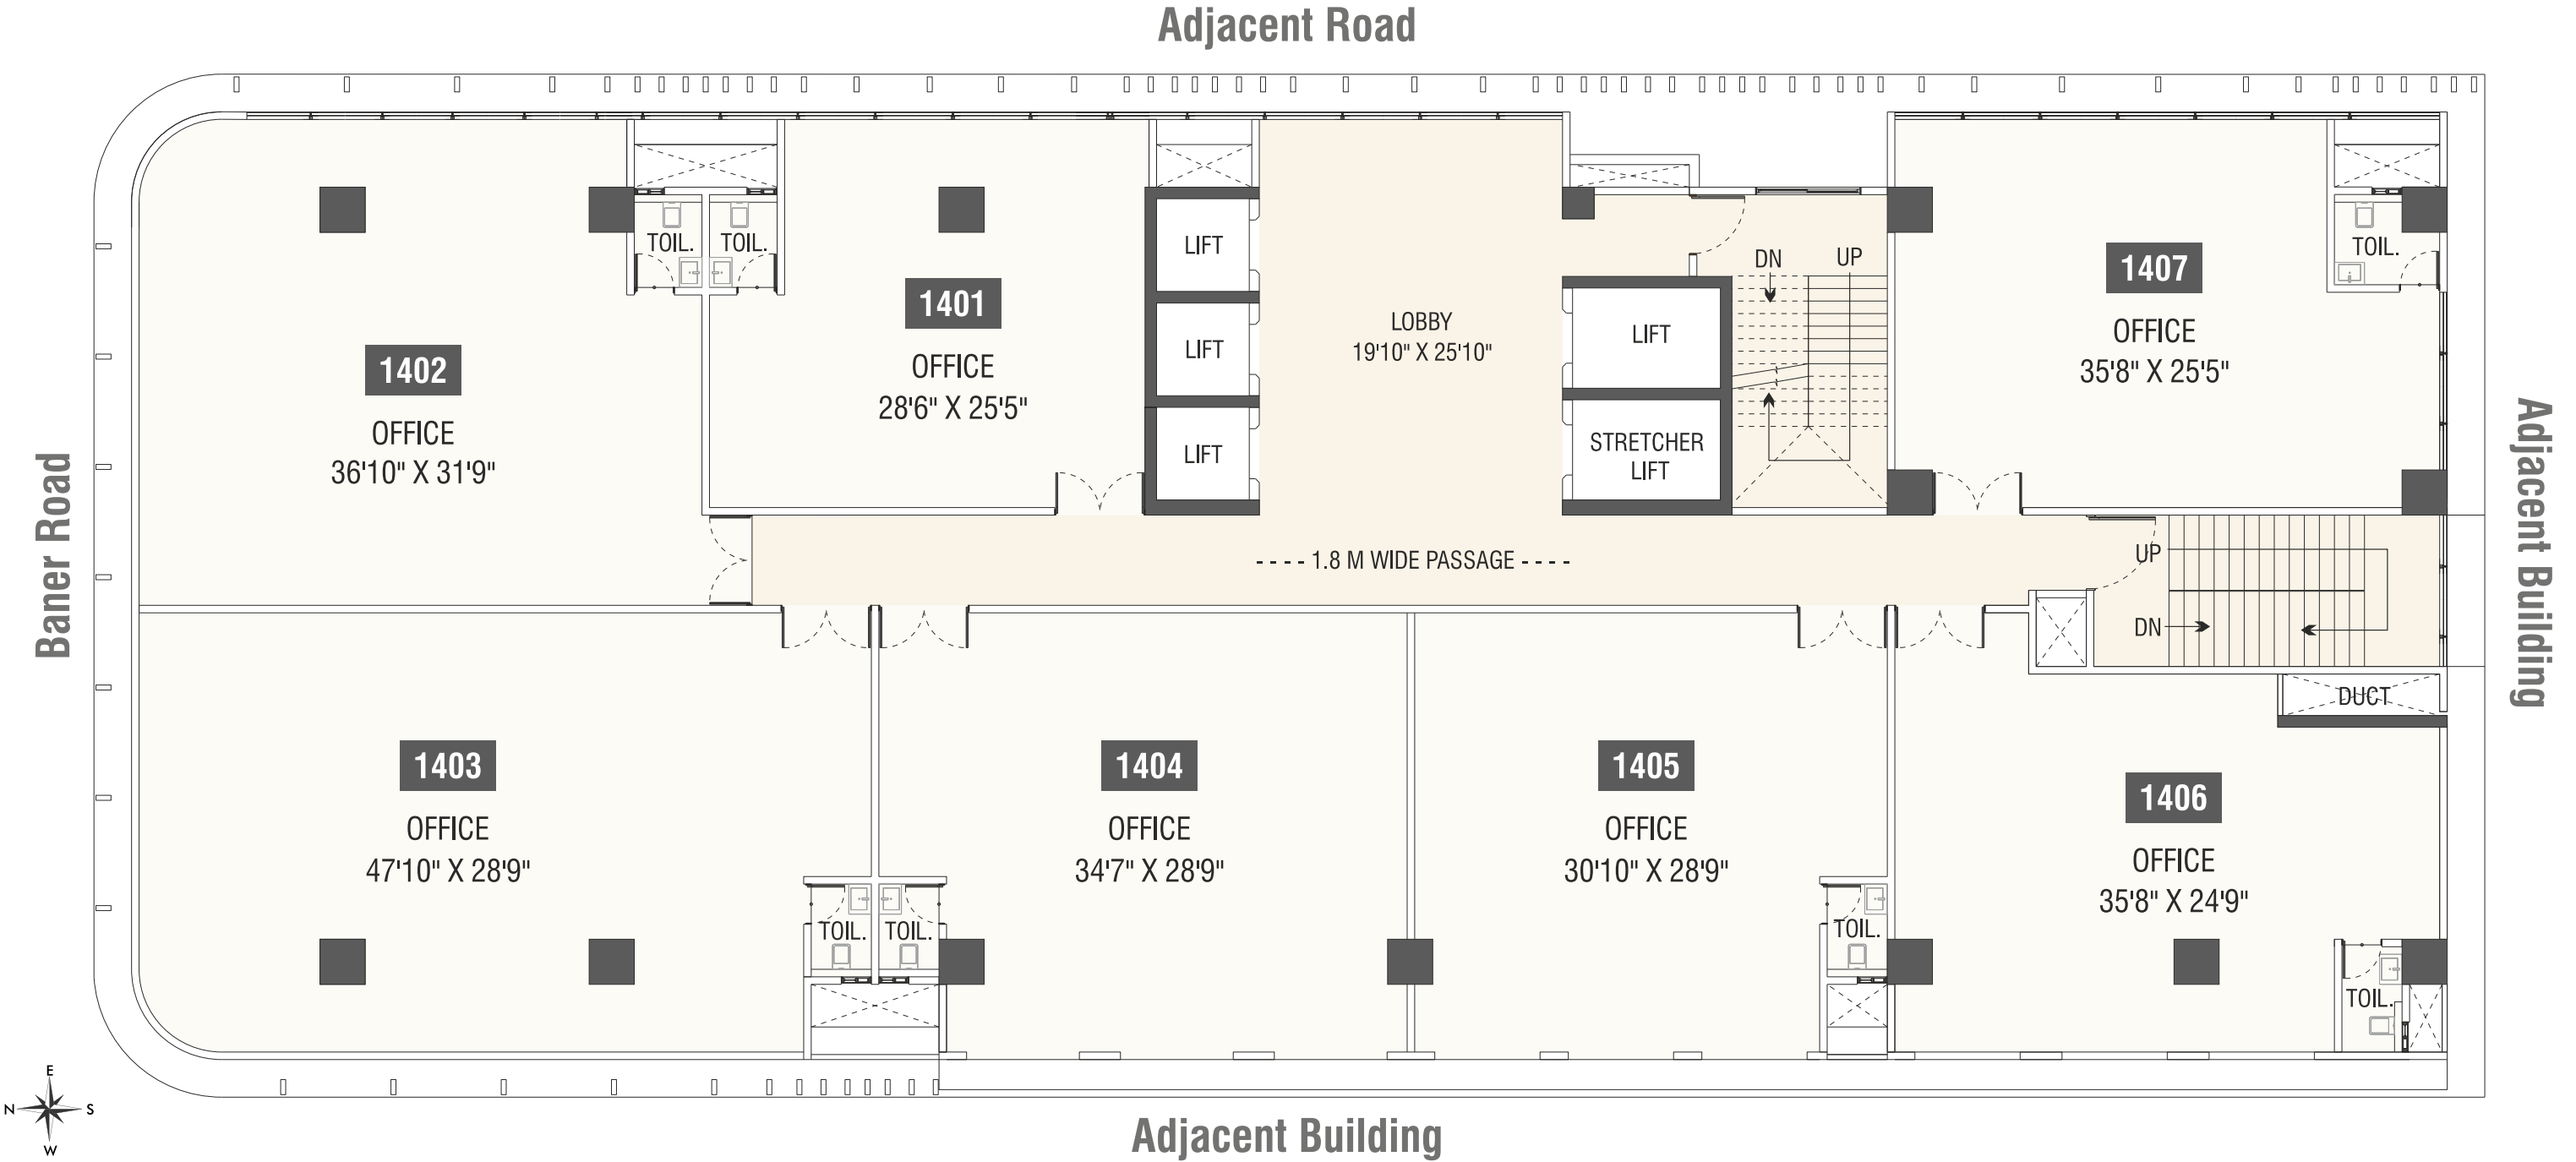 Adjacent Road
TOIL.
TOIL.
LIFT
DN
UP
TOIL.
1401
OFFICE
28'6" X 25'5"
1402
OFFICE
36'10" X 31'9"
LIFT
LIFT
LOBBY
19'10" X 25'10"
LIFT
STRETCHER
LIFT
1407
OFFICE
35'8" X 25'5"
Baner Road
Adjacent Building
---- 1.8 M WIDE PASSAGE ----
UP
DN
DUCT
1403
OFFICE
47'10" X 28'9"
1404
OFFICE
34'7" X 28'9"
1405
OFFICE
30'10" X 28'9"
1406
OFFICE
35'8" X 24'9"
TOIL.
TOIL.
TOIL.
TOIL.
E
N
S
W
Adjacent Building